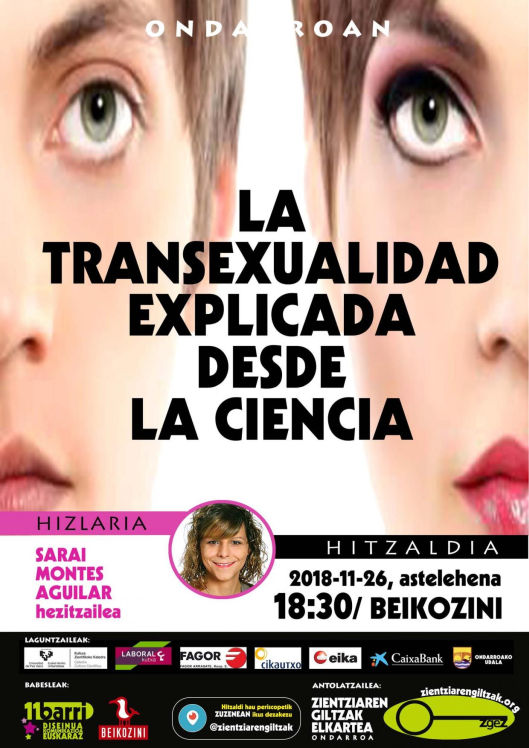 ONDARROAN
LA
TRANSEXUALIDAD
EXPLICADA
DESDE
LA CIENCIA
HIZLARIA
SARAI
MONTES
AGUILAR
hezitzailea
HITZALDIA
2018-11-26, astelehena
18:30/ BEIKOZINI
LAGUNTZAILEAK:
LABORAL
kutxa
FAGOR
cikautxo
eika
CaixaBank
ONDARROAKO
UDALA
BABESLEAK:
11barri
DISEINUA
KOMUNIKAZIOA
EUSKARAZ
BEIKOZINI
Hitzaldi hau periscopetik
ZUZENEAN ikus dezakezu
@zientziarengiltzak
ANTOLATZAILEA:
ZIENTZIAREN
GILTZAK
ELKARTEA
ONDARROA
zientziarengiltzak.org
zgez